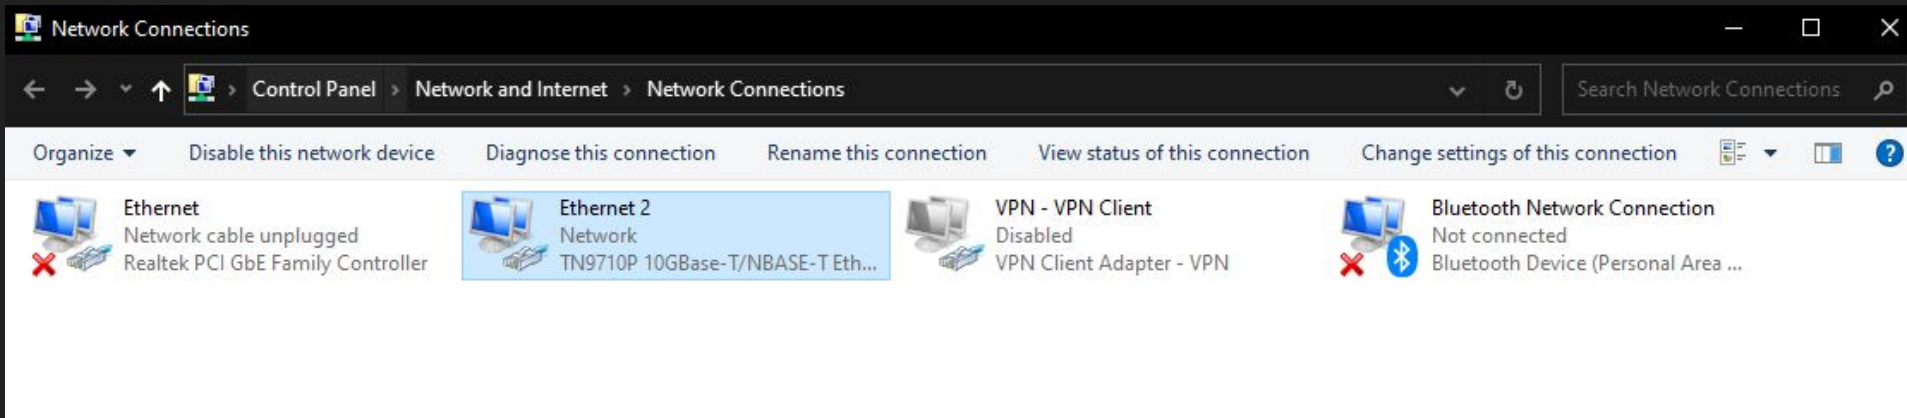 Network Connections
Control Panel > Network and Internet > Network Connections
Search Network Connections
Organize Disable this network device Diagnose this connection Rename this connection View status of this connection Change settings of this connection ?
Ethernet
Network cable unplugged
Realtek PCI GbE Family Controller
Ethernet 2
Network
TN9710P 10GBase-T/NBASE-T Eth...
VPN - VPN Client
Disabled
VPN Client Adapter - VPN
Bluetooth Network Connection
Not connected
Bluetooth Device (Personal Area ...